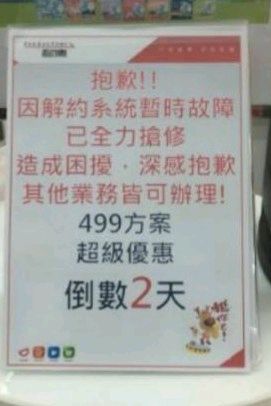 抱歉!!
因解約系統暫時故障
已全力搶修
造成困擾，深感抱歉
其他業務皆可辦理!
499方案
超級優惠
倒數2天
挺你!